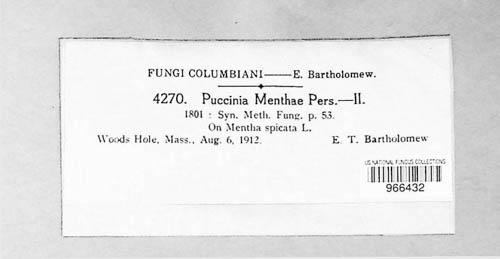 FUNGI COLUMBIANI——E. Bartholomew.
4270. Puccinia Menthae Pers.—II.
1801 : Syn. Meth. Fung. p. 53.
On Mentha spicata L.
Woods Hole, Mass., Aug. 6, 1912. E. T. Bartholomew
US NATIONAL FUNGUS COLLECTIONS
966432